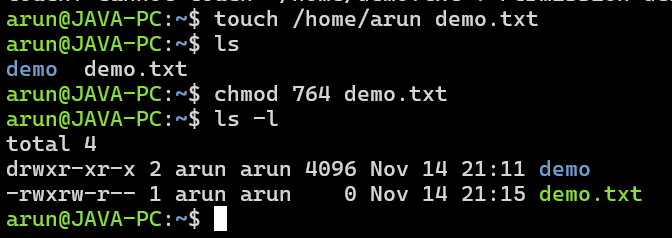 arun@JAVA-PC:~$ touch /home/arun demo.txt
arun@JAVA-PC:~$ ls
demo  demo.txt
arun@JAVA-PC:~$ chmod 764 demo.txt
arun@JAVA-PC:~$ ls -l
total 4
drwxr-xr-x 2 arun arun 4096 Nov 14 21:11 demo
-rwxrw-r-- 1 arun arun    0 Nov 14 21:15 demo.txt
arun@JAVA-PC:~$